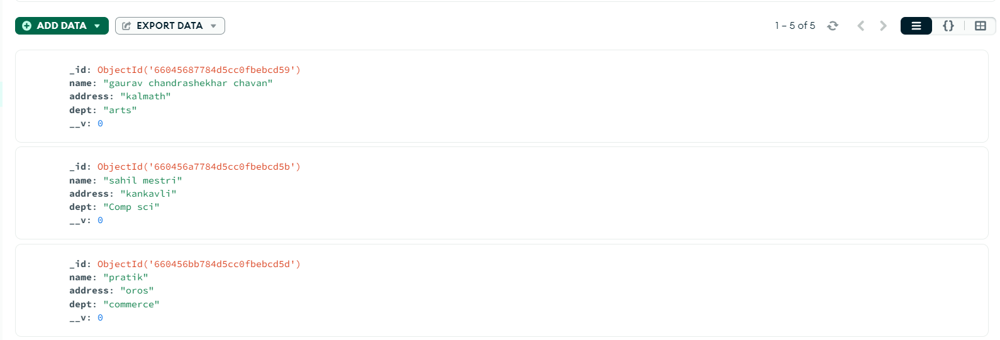 ADD DATA EXPORT DATA 1 – 5 of 5 {}
_id: ObjectId('66045687784d5cc0fbebcd59')
name: "gaurav chandrashekhar chavan"
address: "kalmath"
dept: "arts"
__v: 0
_id: ObjectId('660456a7784d5cc0fbebcd5b')
name: "sahil mestri"
address: "kankavli"
dept: "Comp sci"
__v: 0
_id: ObjectId('660456bb784d5cc0fbebcd5d')
name: "pratik"
address: "oros"
dept: "commerce"
__v: 0